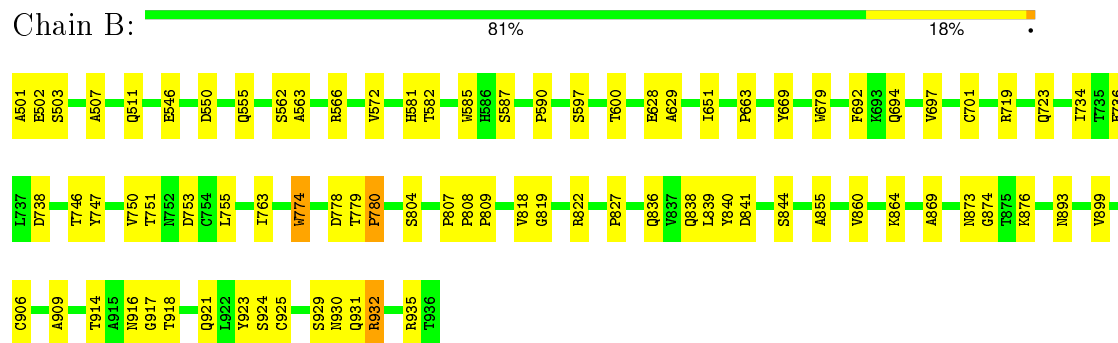 Chain B:
81% 18% •
A501 E502 S503 A507 Q511 E546 D550 Q555 S562 A563 R566 V572 H581 T582 W585 H586 S587 P590 S597 T600 E628 A629 I651 P663 Y669 W679 F692 K693 Q694 V697 C701 R719 Q723 I734 T735 E736
L737 D738 T746 Y747 V750 T751 N752 D753 C754 L755 I763 W774 D778 T779 P780 S804 P807 P808 P809 V818 G819 R822 P827 Q836 V837 Q838 L839 Y840 D841 S844 A855 V860 K864 A869 N873 G874 T875 K876 N893 V899
C906 A909 T914 A915 N916 G917 T918 Q921 L922 Y923 S924 C925 S929 N930 Q931 R932 R935 T936